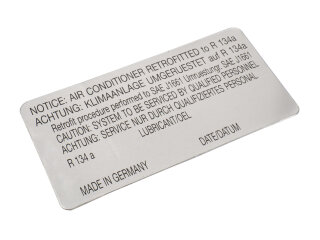 NOTICE: AIR CONDITIONER RETROFITTED to R 134a
ACHTUNG: KLIMAANLAGE UMGERUESTET auf R 134a
Retrofit procedure performed to SAE J1661 Umruestung: SAE J1661
CAUTION: SYSTEM TO BE SERVICED BY QUALIFIED PERSONNEL
ACHTUNG: SERVICE NUR DURCH QUALIFIZIERTES PERSONAL
LUBRICANT/OEL DATE/DATUM
R 134 a
MADE IN GERMANY